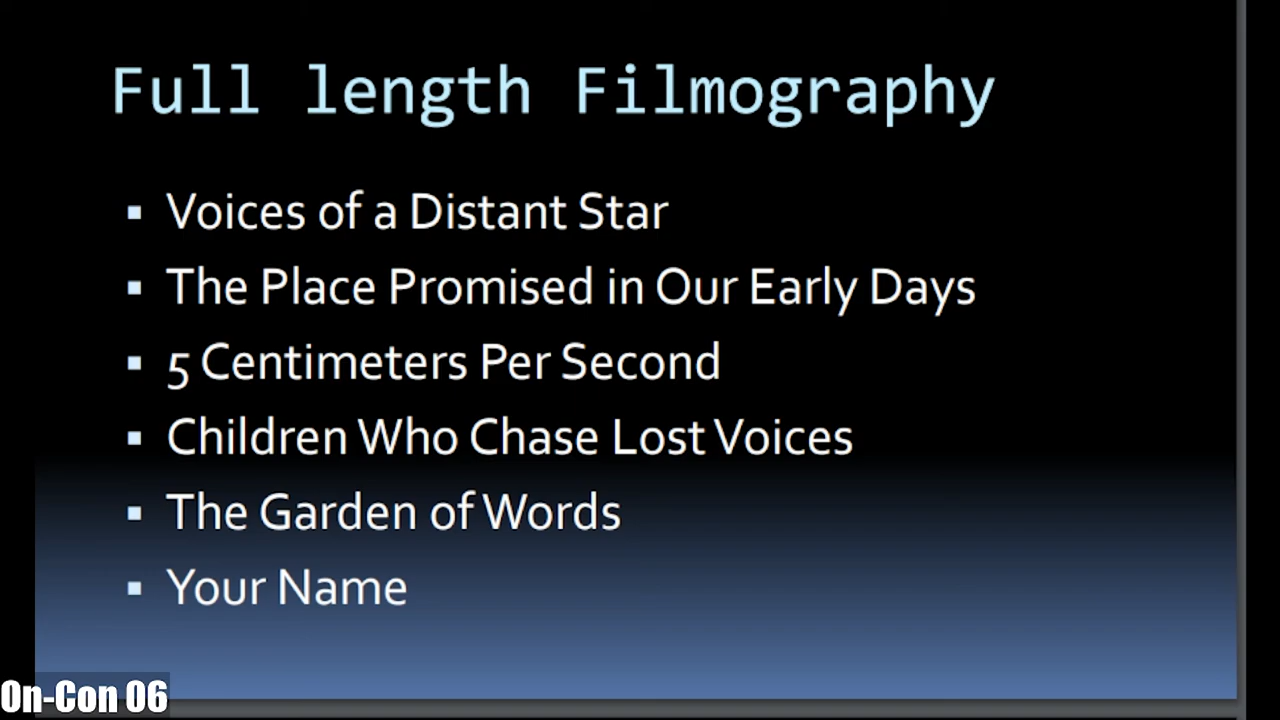 Full length Filmography
Voices of a Distant Star
The Place Promised in Our Early Days
5 Centimeters Per Second
Children Who Chase Lost Voices
The Garden of Words
Your Name
On-Con 06